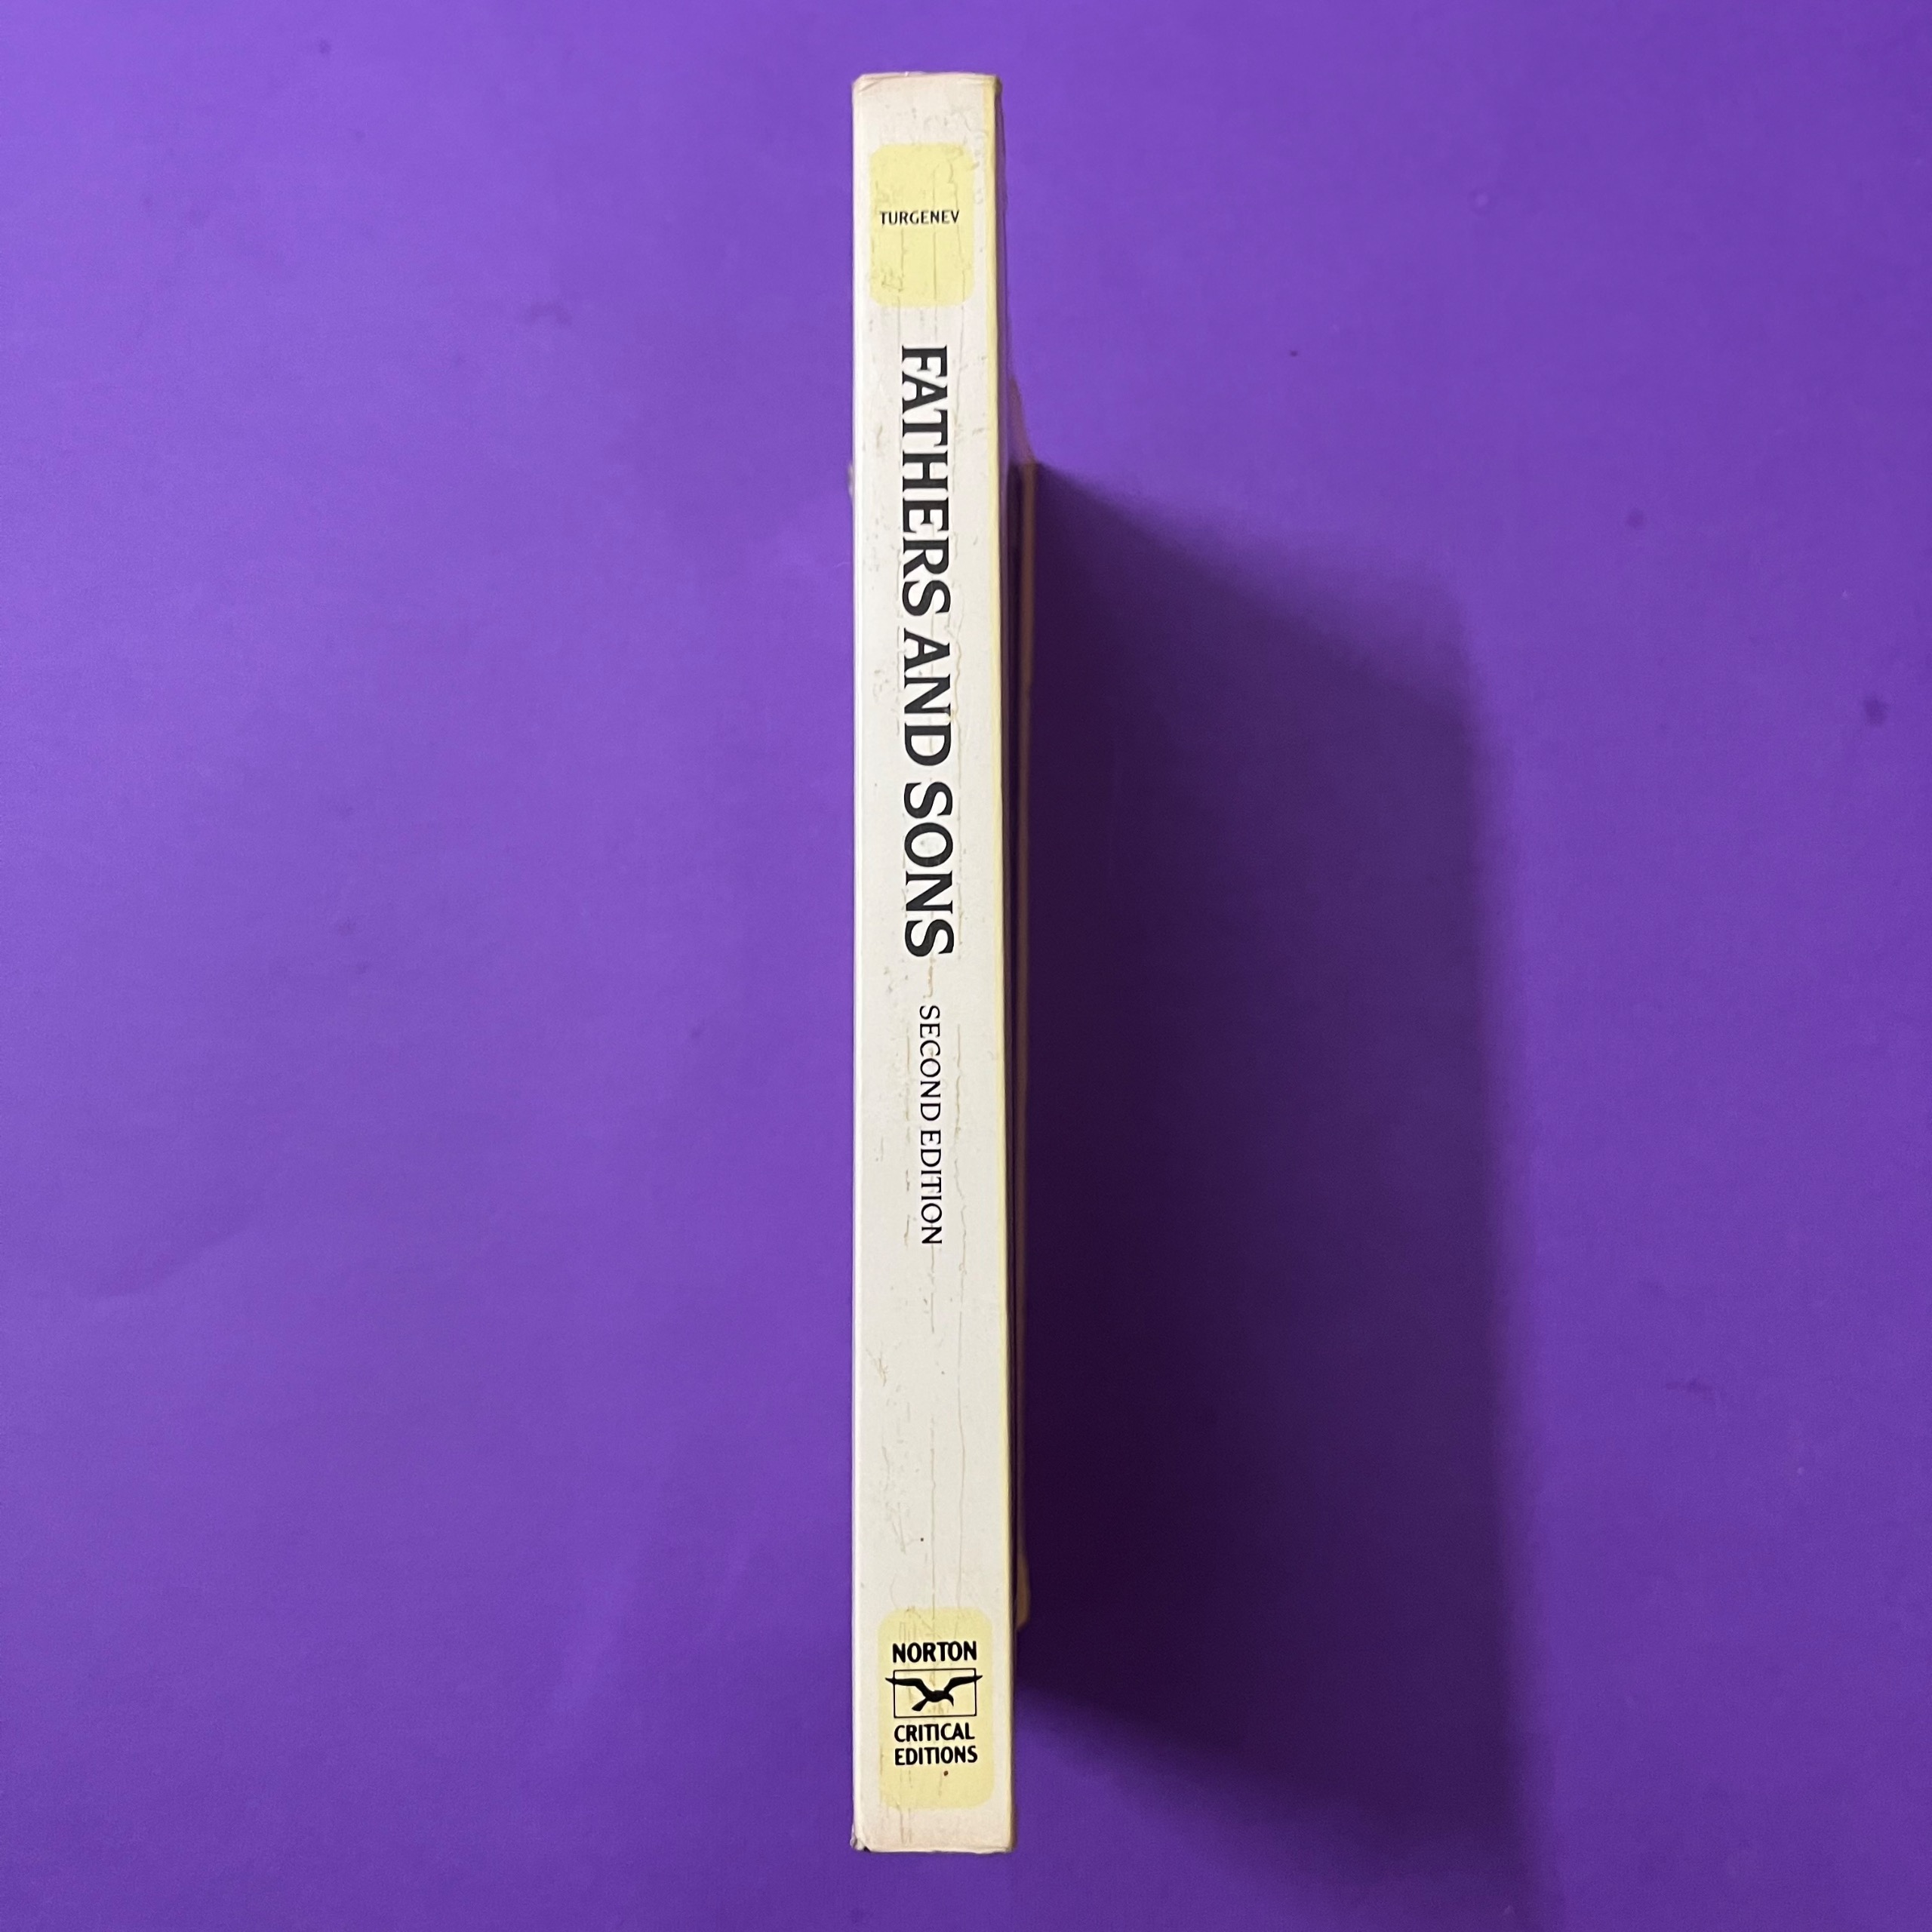 TURGENEV
FATHERS AND SONS SECOND EDITION
NORTON
CRITICAL
EDITIONS